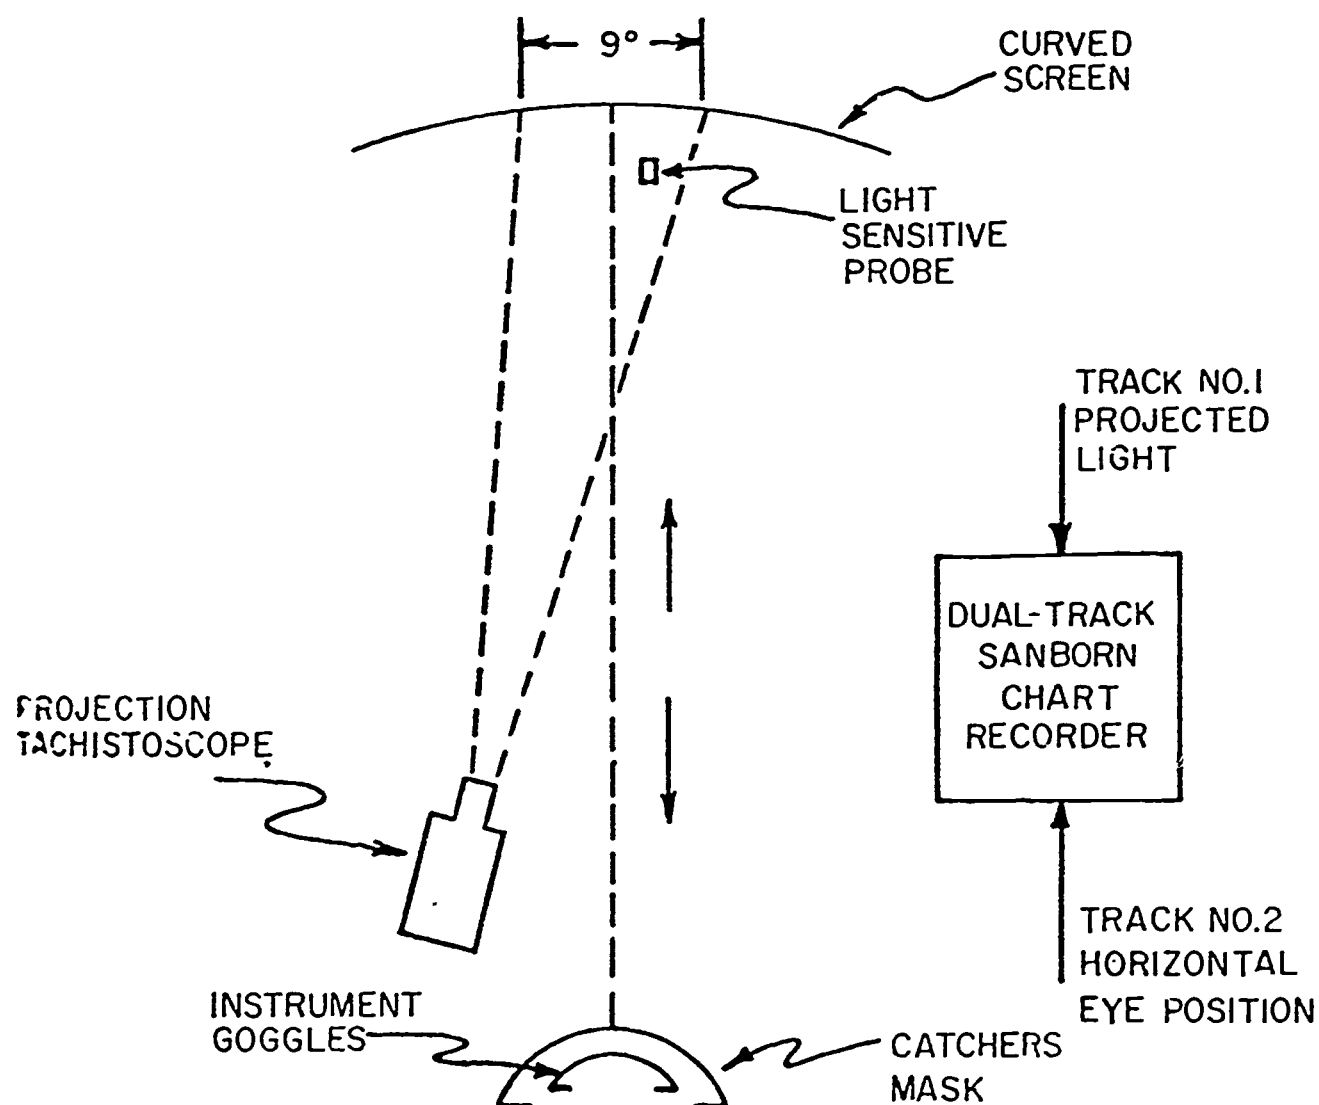 9°
CURVED
SCREEN
LIGHT
SENSITIVE
PROBE
TRACK NO.1
PROJECTED
LIGHT
DUAL-TRACK
SANBORN
CHART
RECORDER
PROJECTION
TACHISTOSCOPE
TRACK NO.2
HORIZONTAL
EYE POSITION
INSTRUMENT
GOGGLES
CATCHERS
MASK